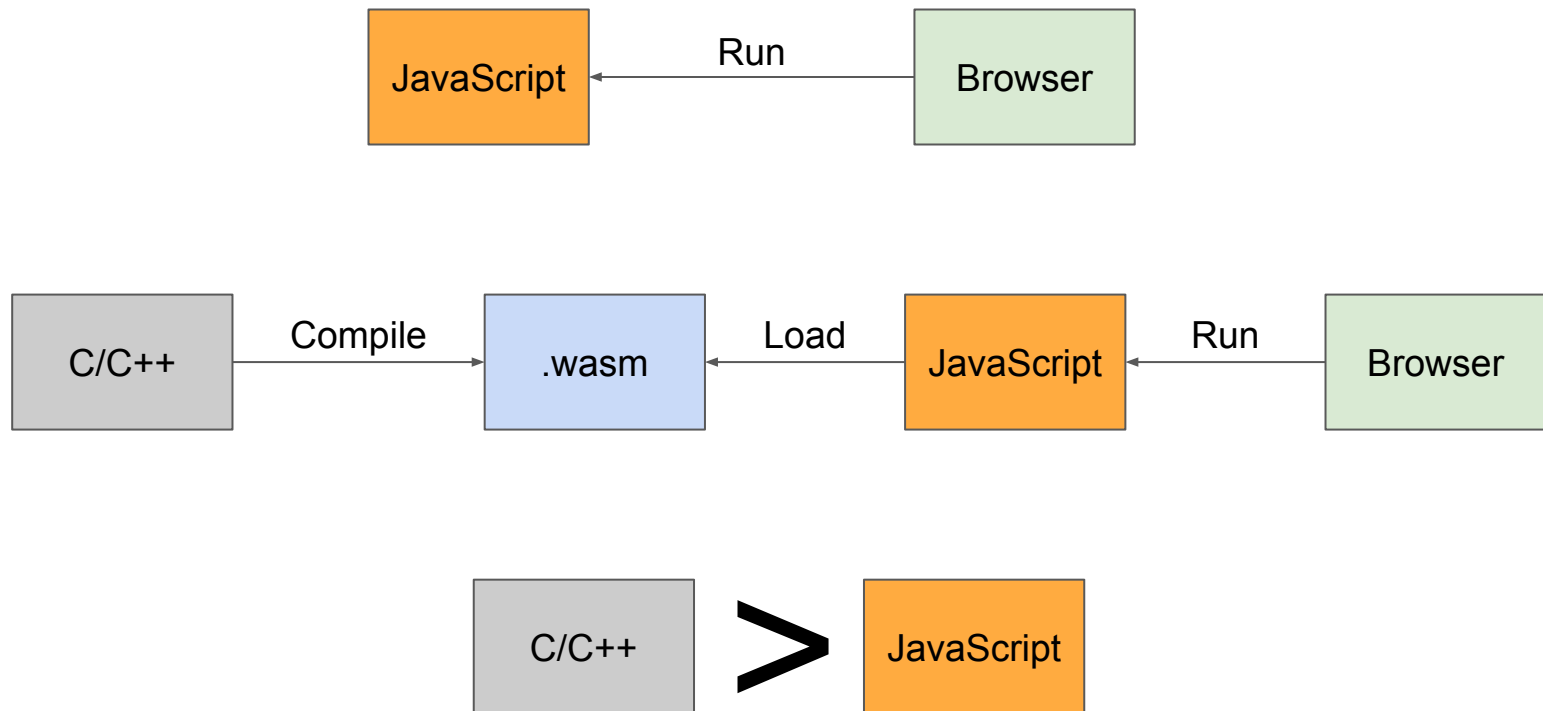 JavaScript Run Browser
C/C++ Compile .wasm Load JavaScript Run Browser
C/C++ > JavaScript